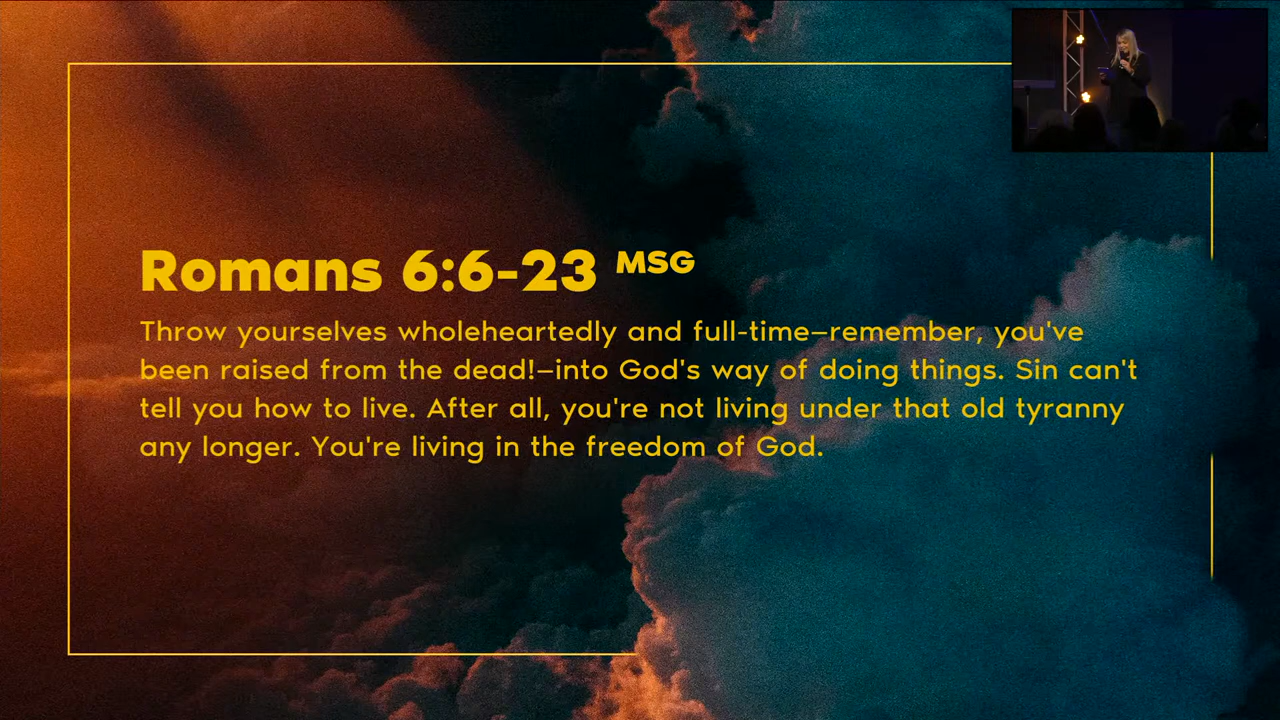 Romans 6:6-23 MSG
Throw yourselves wholeheartedly and full-time—remember, you've
been raised from the dead!—into God's way of doing things. Sin can't
tell you how to live. After all, you're not living under that old tyranny
any longer. You're living in the freedom of God.